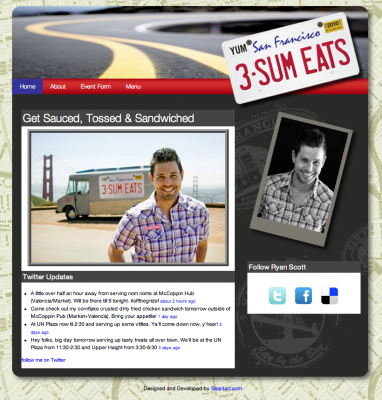 YUM San Francisco 2010
3-SUM EATS
Home About Event Form Menu
Get Sauced, Tossed & Sandwiched
San Francisco
3-SUM EATS
Twitter Updates
A little over half an hour away from serving nom noms at McCoppin Hub
(Valencia/Market). Will be there till 9 tonight. #offthegridsf about 2 hours ago
Come check out my cornflake crusted dirty fried chicken sandwich tomorrow outside of
McCoppin Pub (Market+Valencia). Bring your appetite! 1 day ago
At UN Plaza now til 2:30 and serving up some vittles. Ya'll come down now, y'hear! 2
days ago
Hey folks, big day tomorrow serving up tasty treats all over town. We'll be at the UN
Plaza from 11:30-2:30 and Upper Haight from 3:30-6:30 3 days ago
follow me on Twitter
Follow Ryan Scott
Designed and Developed by